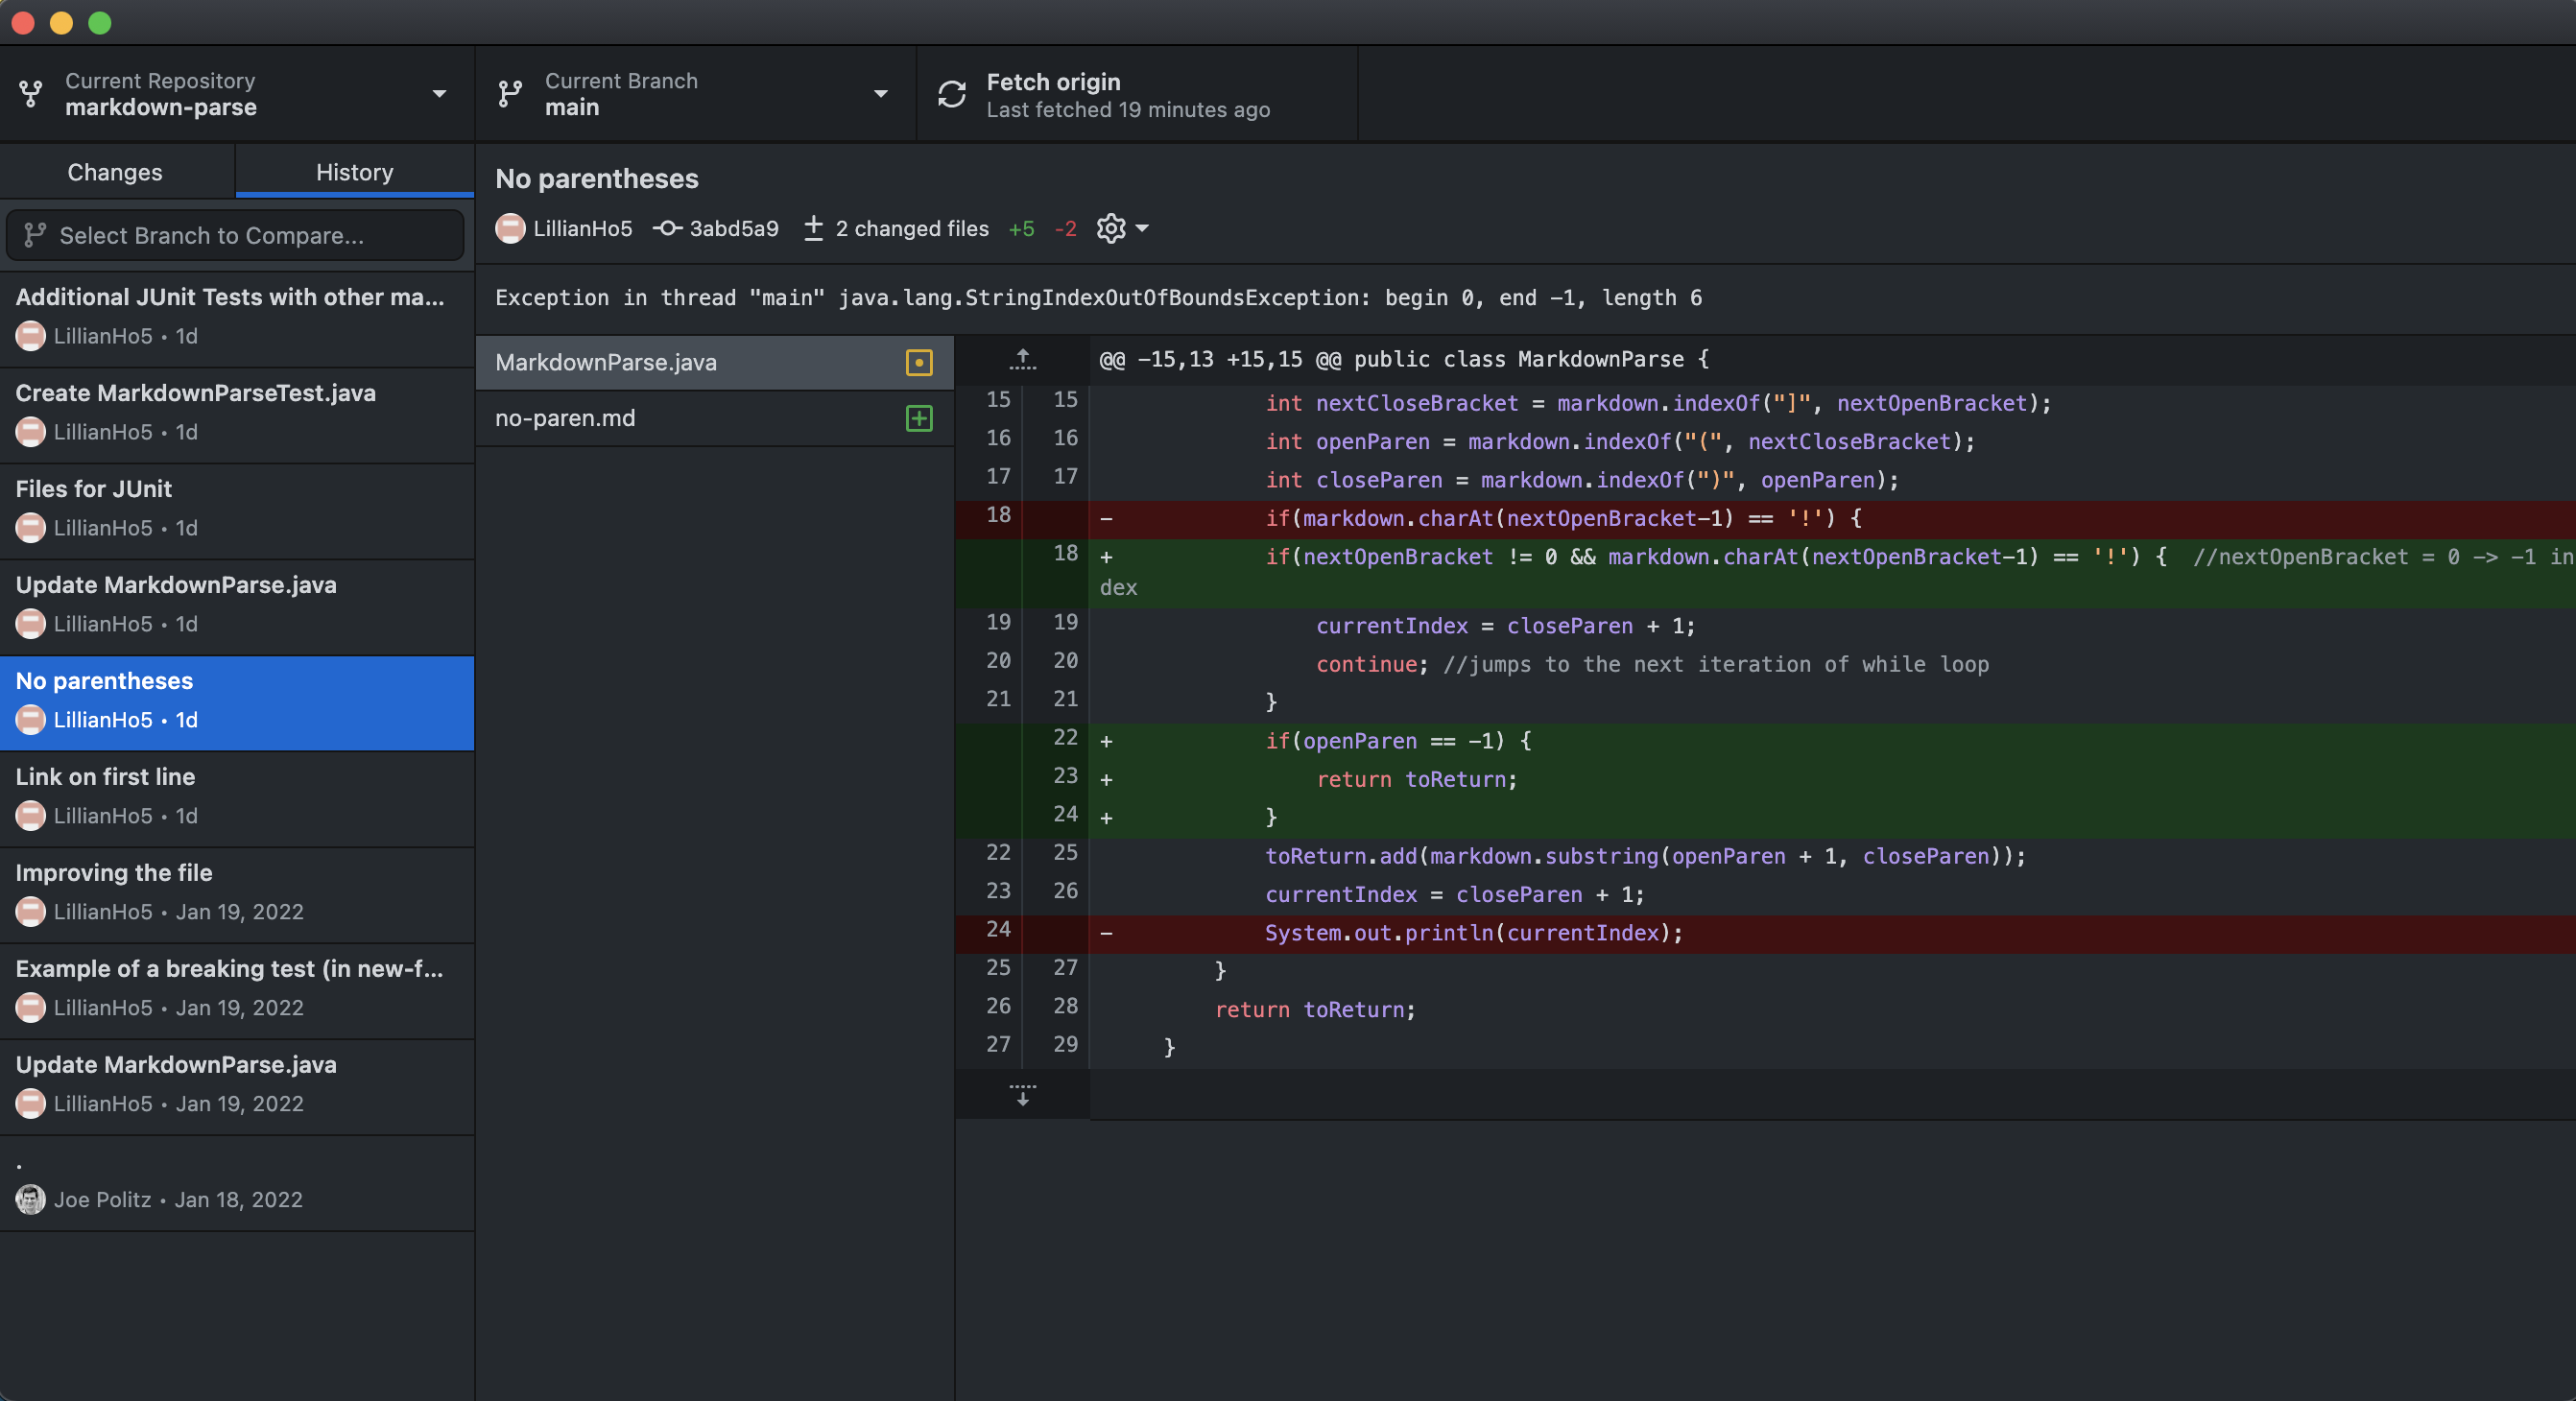 Current Repository
markdown-parse
Current Branch
main
Fetch origin
Last fetched 19 minutes ago
Changes
History
Select Branch to Compare...
Additional JUnit Tests with other ma...
LillianHo5 • 1d
Create MarkdownParseTest.java
LillianHo5 • 1d
Files for JUnit
LillianHo5 • 1d
Update MarkdownParse.java
LillianHo5 • 1d
No parentheses
LillianHo5 • 1d
Link on first line
LillianHo5 • 1d
Improving the file
LillianHo5 • Jan 19, 2022
Example of a breaking test (in new-f...
LillianHo5 • Jan 19, 2022
Update MarkdownParse.java
LillianHo5 • Jan 19, 2022
.
Joe Politz • Jan 18, 2022
No parentheses
LillianHo5 3abd5a9 2 changed files +5 -2
Exception in thread "main" java.lang.StringIndexOutOfBoundsException: begin 0, end -1, length 6
MarkdownParse.java
no-paren.md
@@ -15,13 +15,15 @@ public class MarkdownParse {
15 15 int nextCloseBracket = markdown.indexOf("]", nextOpenBracket);
16 16 int openParen = markdown.indexOf("(", nextCloseBracket);
17 17 int closeParen = markdown.indexOf(")", openParen);
18 - if(markdown.charAt(nextOpenBracket-1) == '!') {
18 + if(nextOpenBracket != 0 && markdown.charAt(nextOpenBracket-1) == '!') { //nextOpenBracket = 0 -> -1 in
dex
19 19 currentIndex = closeParen + 1;
20 20 continue; //jumps to the next iteration of while loop
21 21 }
22 + if(openParen == -1) {
23 + return toReturn;
24 + }
22 25 toReturn.add(markdown.substring(openParen + 1, closeParen));
23 26 currentIndex = closeParen + 1;
24 - System.out.println(currentIndex);
25 27 }
26 28 return toReturn;
27 29 }